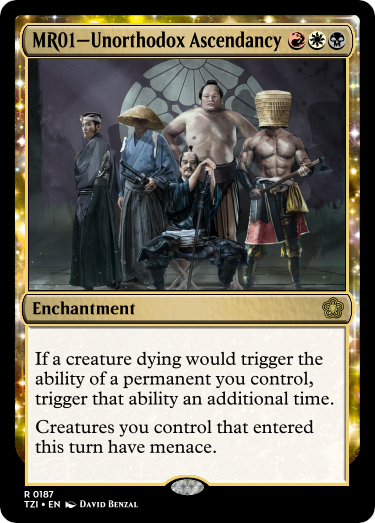 MR01—Unorthodox Ascendancy
Enchantment
If a creature dying would trigger the
ability of a permanent you control,
trigger that ability an additional time.
Creatures you control that entered
this turn have menace.
R 0187
TZI • EN David Benzal